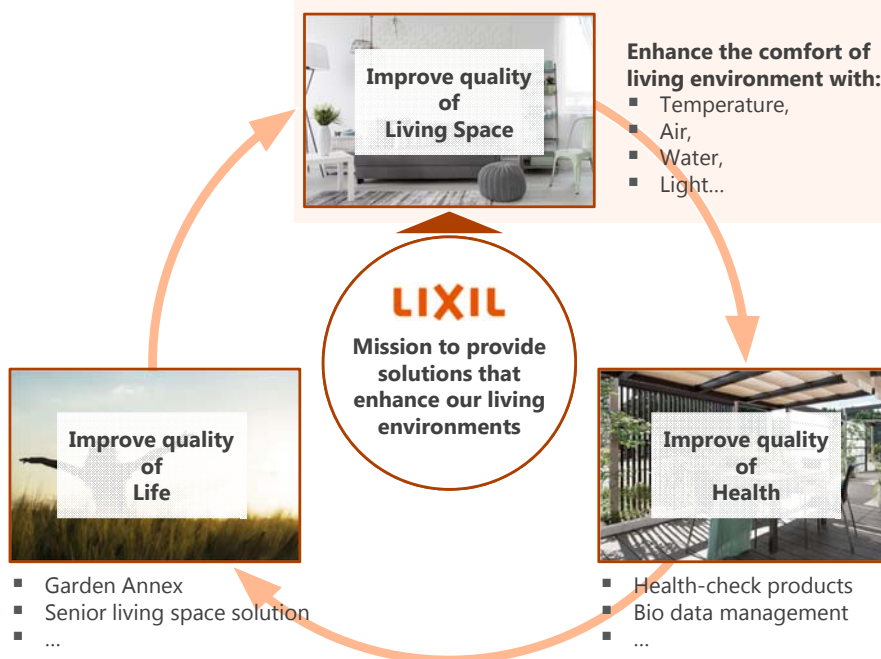 Improve quality
of
Living Space
Enhance the comfort of
living environment with:
▪ Temperature,
▪ Air,
▪ Water,
▪ Light...
LIXIL
Mission to provide
solutions that
enhance our living
environments
Improve quality
of
Life
▪ Garden Annex
▪ Senior living space solution
▪ ...
Improve quality
of
Health
▪ Health-check products
▪ Bio data management
▪ ...